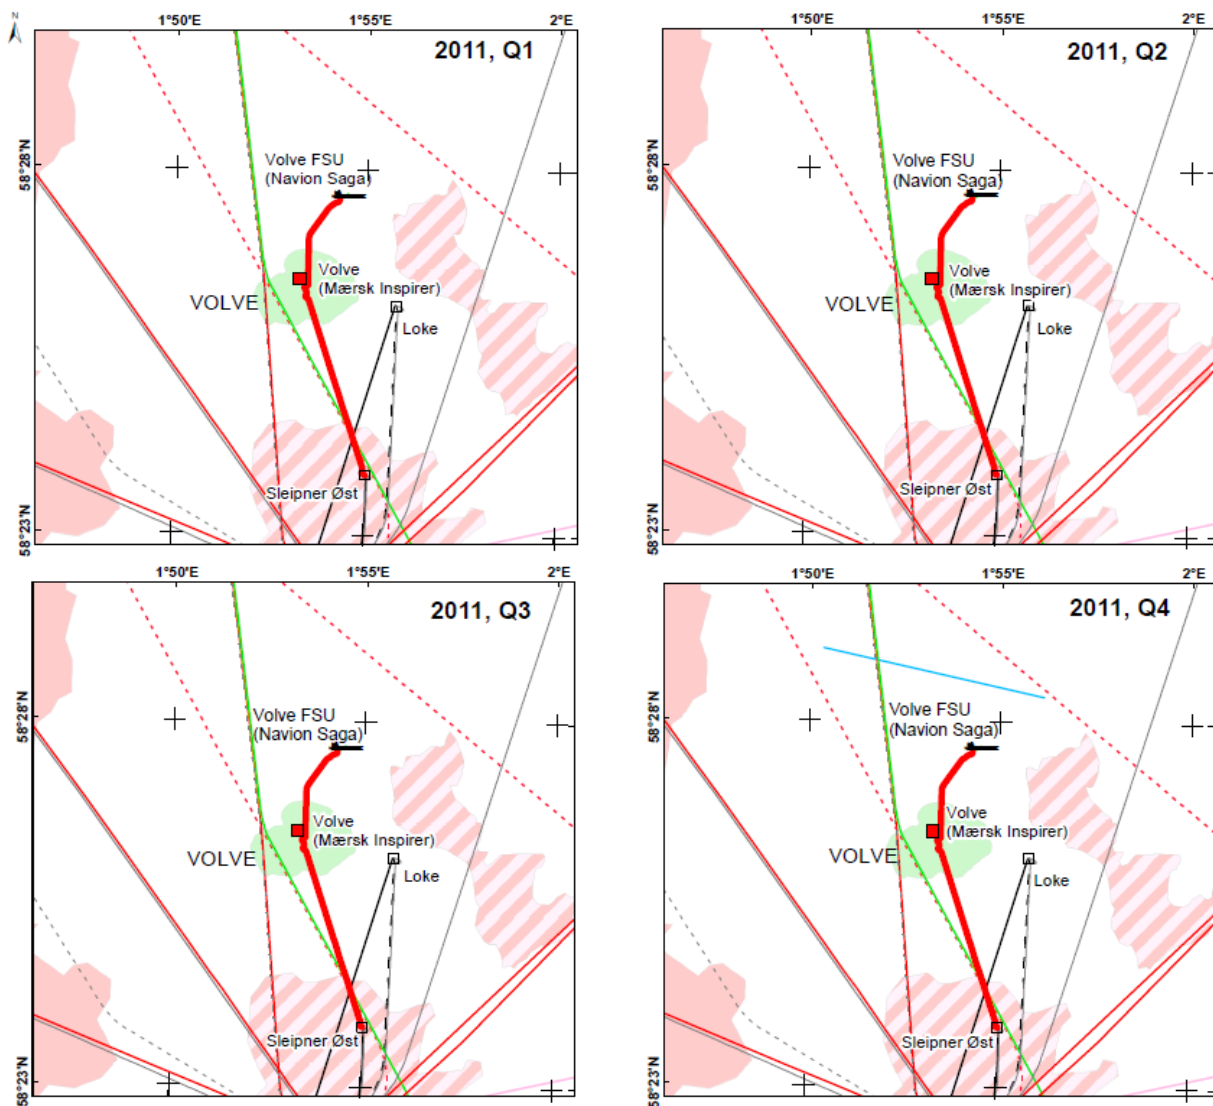 N
1°50'E
1°55'E
2°E
2011, Q1
58°28'N
Volve FSU
(Navion Saga)
Volve
(Mærsk Inspirer)
VOLVE
Loke
Sleipner Øst
58°23'N
1°50'E
1°55'E
2°E
2011, Q2
58°28'N
Volve FSU
(Navion Saga)
Volve
(Mærsk Inspirer)
VOLVE
Loke
Sleipner Øst
58°23'N
1°50'E
1°55'E
2°E
2011, Q3
58°28'N
Volve FSU
(Navion Saga)
Volve
(Mærsk Inspirer)
VOLVE
Loke
Sleipner Øst
58°23'N
1°50'E
1°55'E
2°E
2011, Q4
58°28'N
Volve FSU
(Navion Saga)
Volve
(Mærsk Inspirer)
VOLVE
Loke
Sleipner Øst
58°23'N